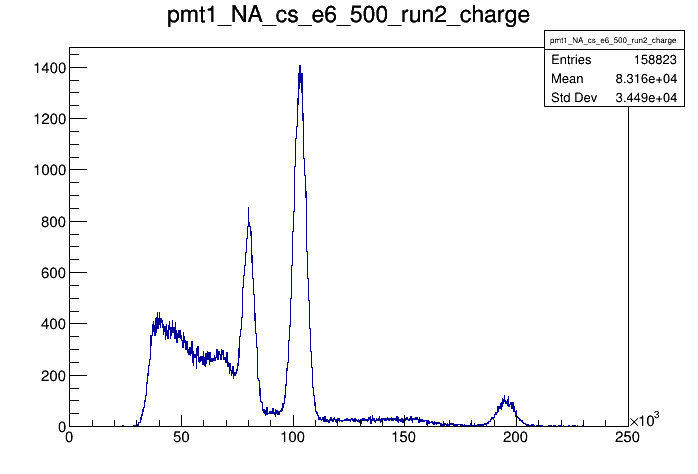 pmt1_NA_cs_e6_500_run2_charge
pmt1_NA_cs_e6_500_run2_charge
Entries 158823
Mean 8.316e+04
Std Dev 3.449e+04
1400
1200
1000
800
600
400
200
0
0 50 100 150 200 250
×10³